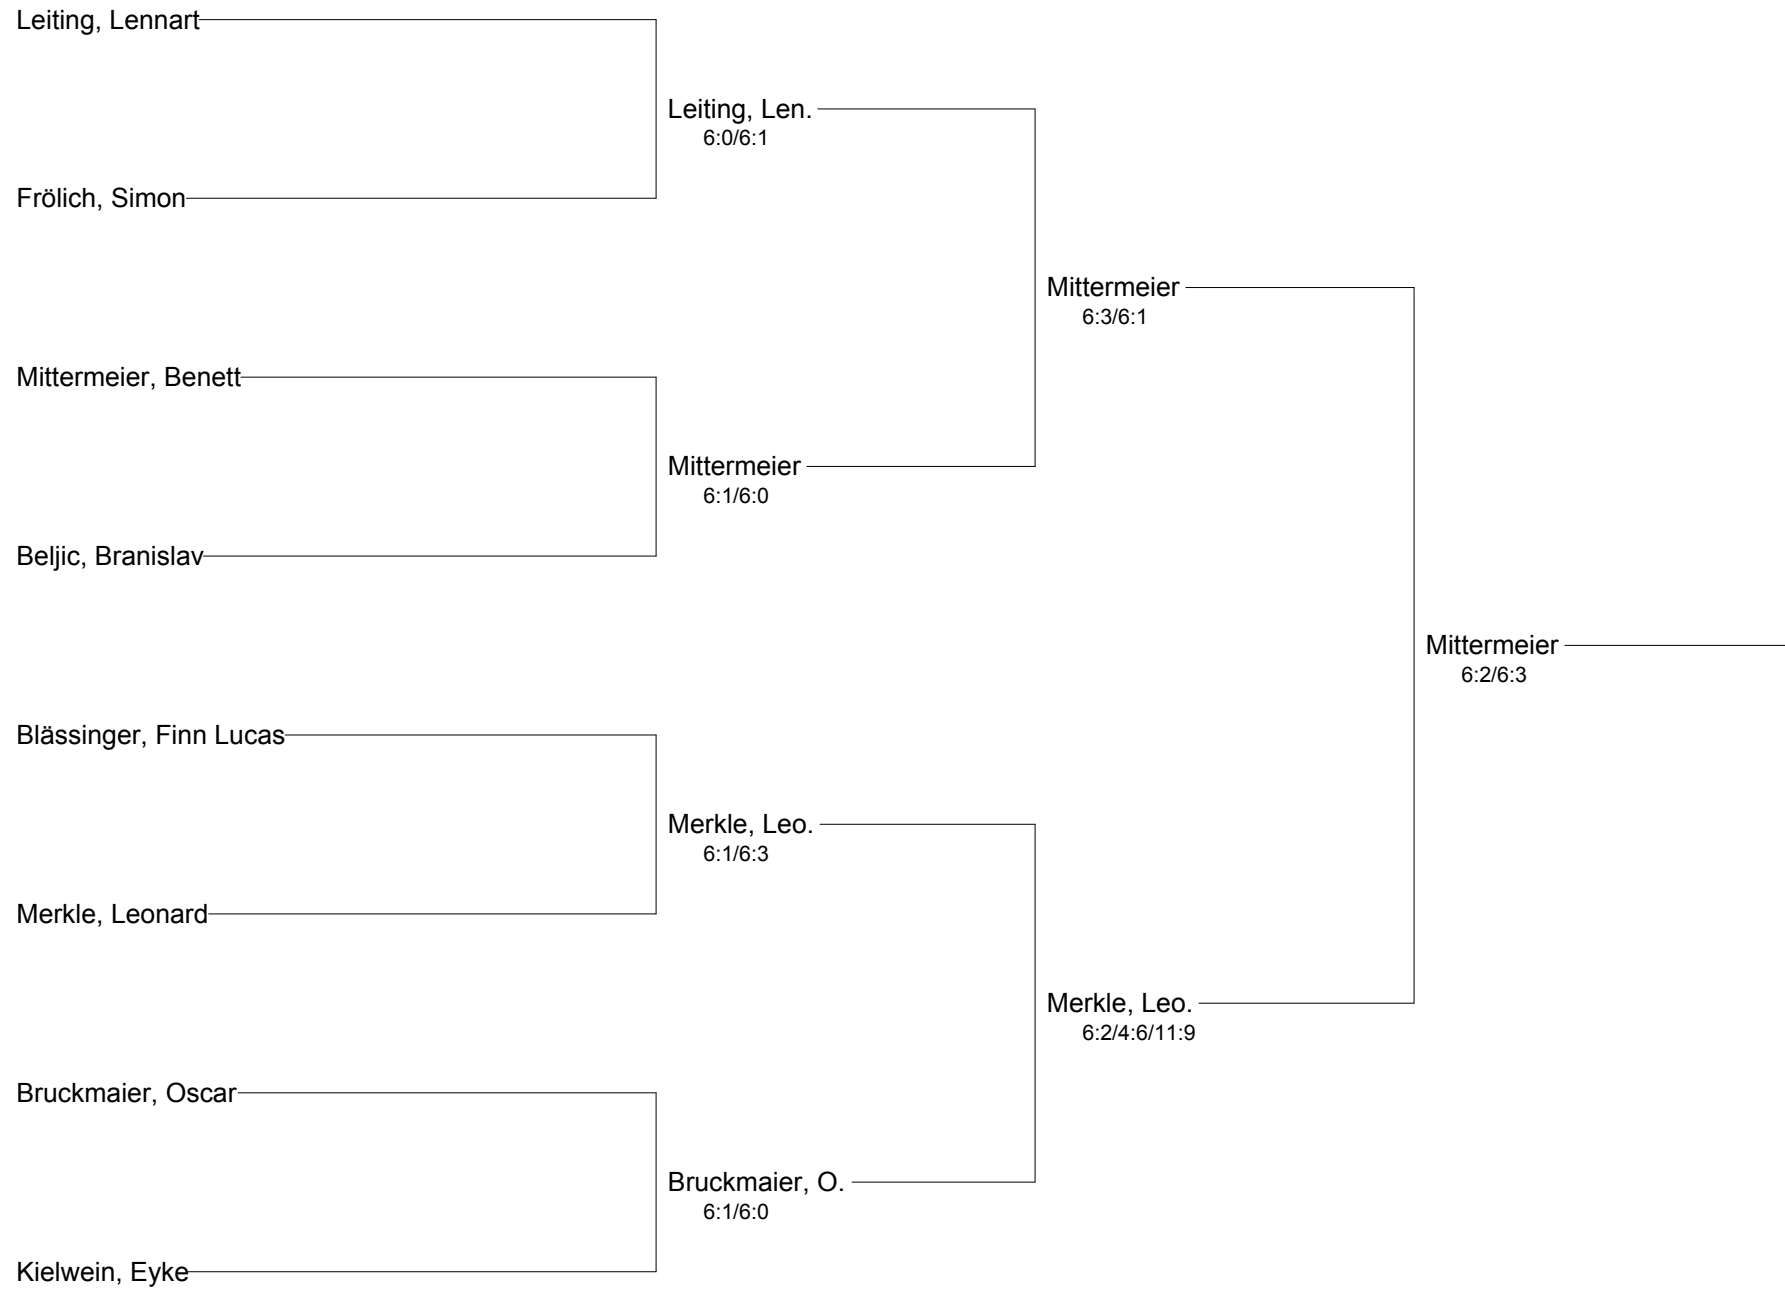 Leiting, Lennart
Leiting, Len.
6:0/6:1
Frölich, Simon
Mittermeier
6:3/6:1
Mittermeier, Benett
Mittermeier
6:1/6:0
Beljic, Branislav
Mittermeier
6:2/6:3
Blässinger, Finn Lucas
Merkle, Leo.
6:1/6:3
Merkle, Leonard
Merkle, Leo.
6:2/4:6/11:9
Bruckmaier, Oscar
Bruckmaier, O.
6:1/6:0
Kielwein, Eyke